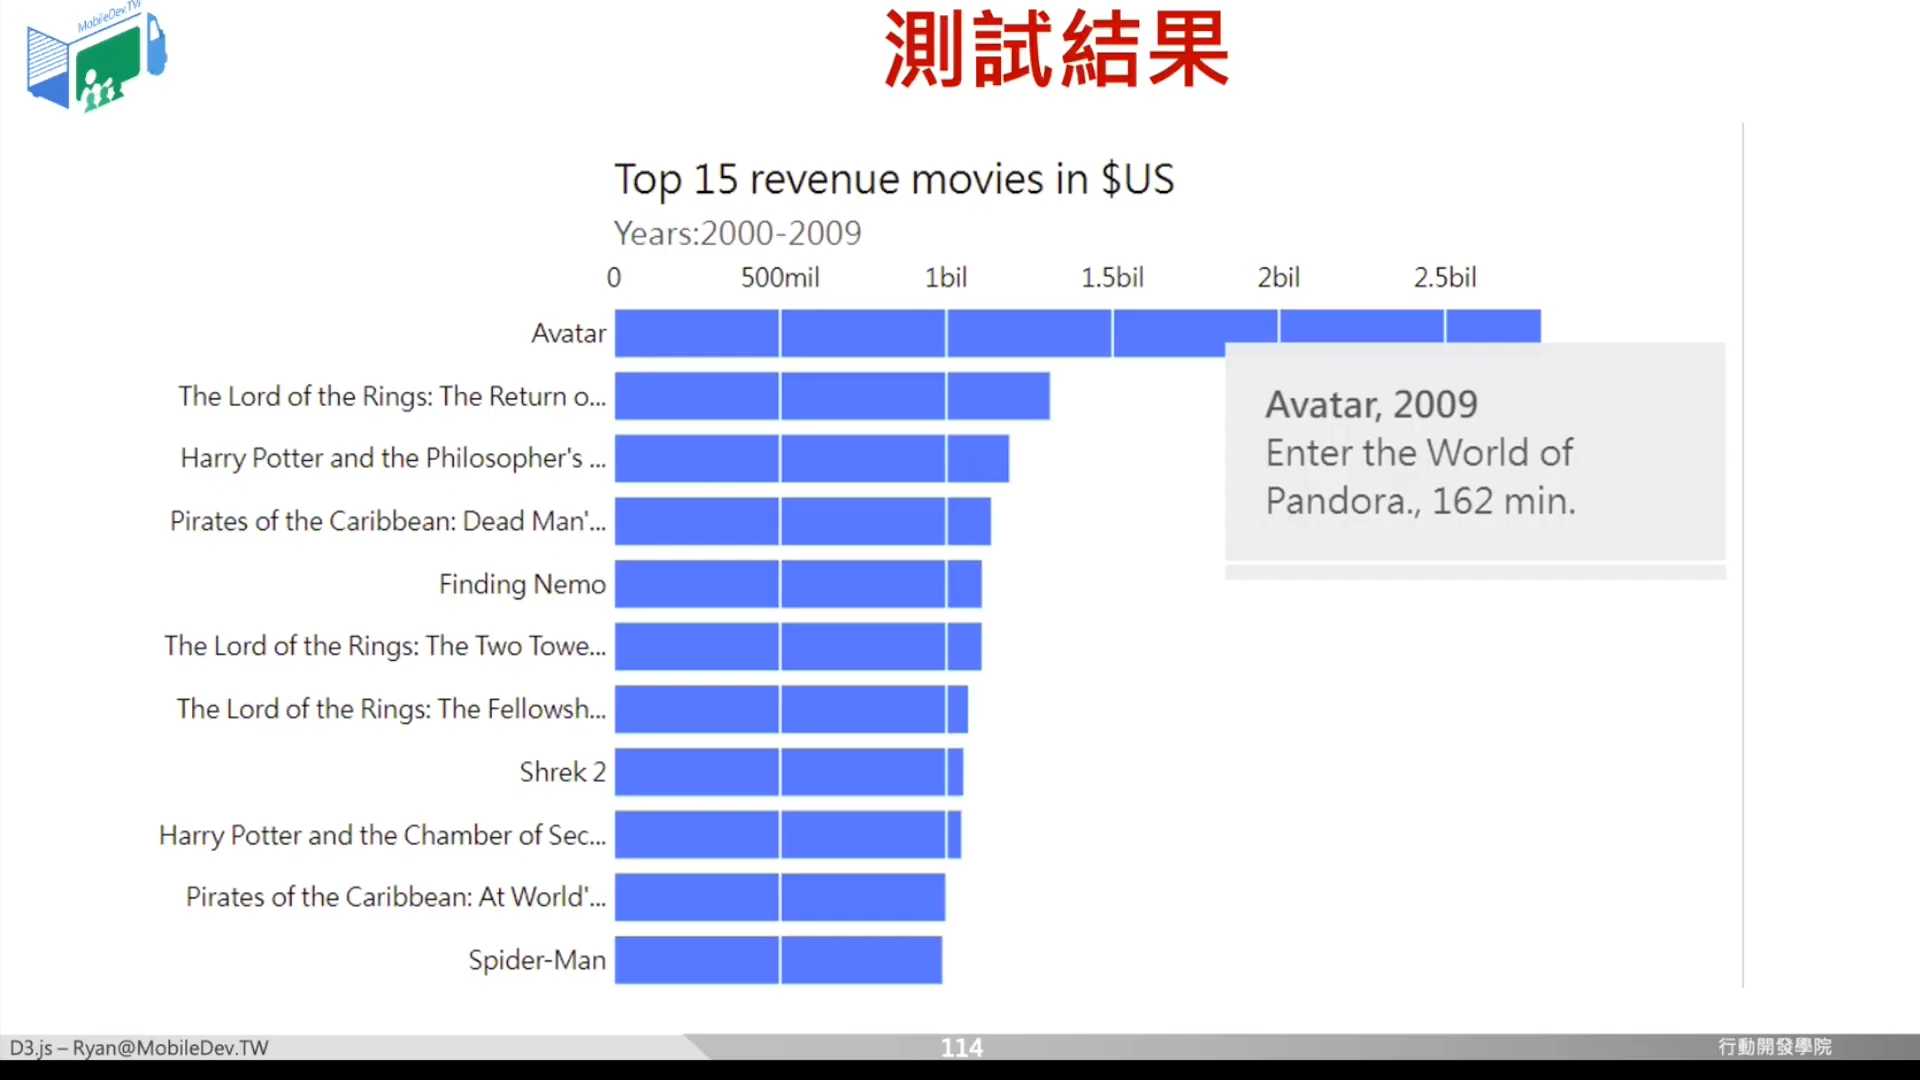 MobileDev.TW
測試結果
Top 15 revenue movies in $US
Years:2000-2009
0 500mil 1bil 1.5bil 2bil 2.5bil
Avatar
The Lord of the Rings: The Return o...
Harry Potter and the Philosopher's ...
Pirates of the Caribbean: Dead Man'...
Finding Nemo
The Lord of the Rings: The Two Towe...
The Lord of the Rings: The Fellowsh...
Shrek 2
Harry Potter and the Chamber of Sec...
Pirates of the Caribbean: At World'...
Spider-Man
Avatar, 2009
Enter the World of
Pandora., 162 min.
D3.js – Ryan@MobileDev.TW
114
行動開發學院